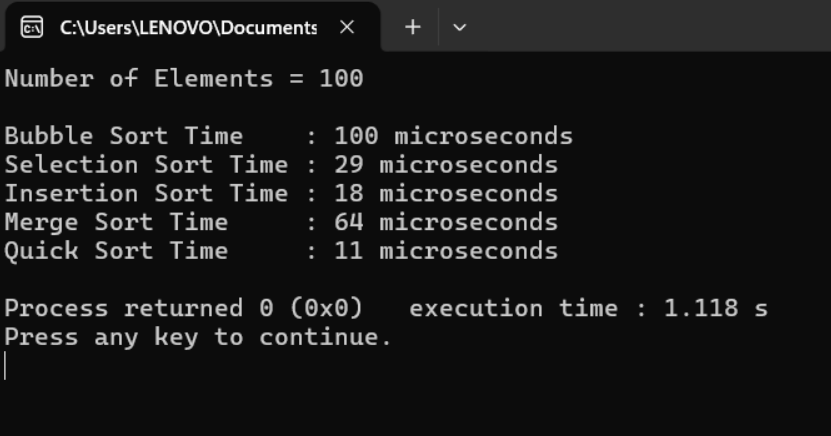 C:\Users\LENOVO\Documents
Number of Elements = 100
Bubble Sort Time    : 100 microseconds
Selection Sort Time : 29 microseconds
Insertion Sort Time : 18 microseconds
Merge Sort Time     : 64 microseconds
Quick Sort Time     : 11 microseconds
Process returned 0 (0x0)   execution time : 1.118 s
Press any key to continue.